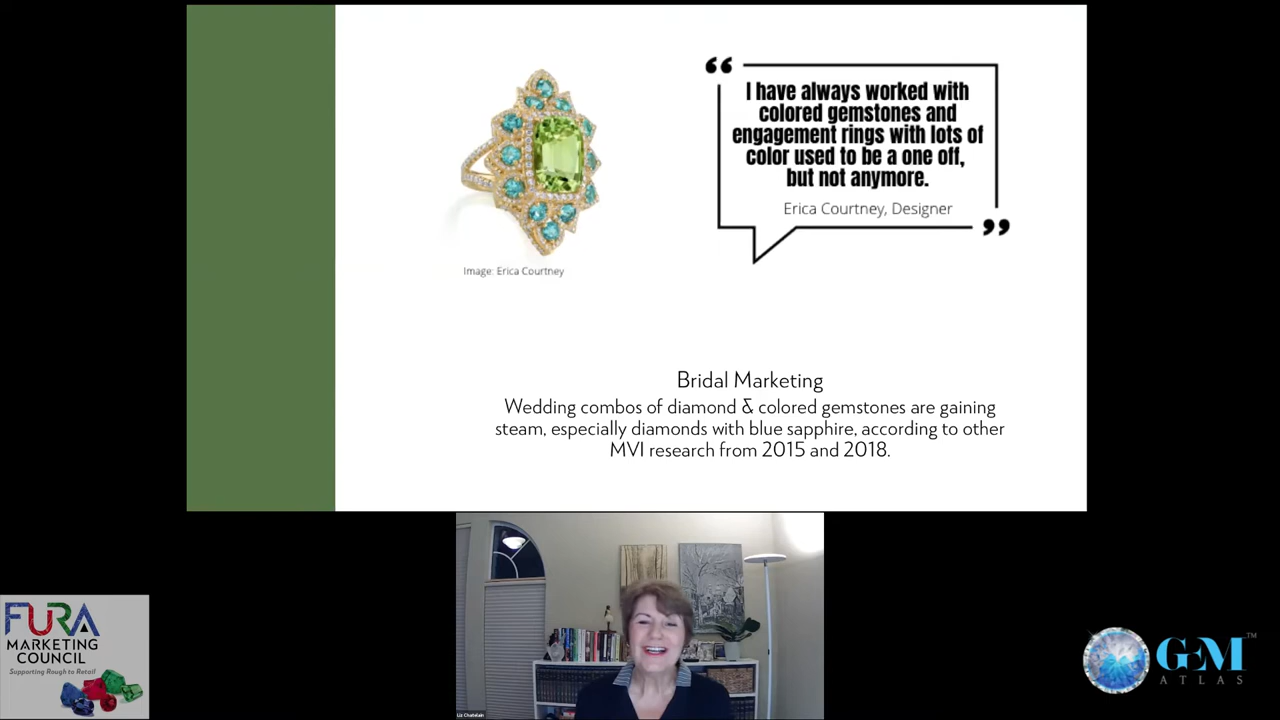 “
I have always worked with
colored gemstones and
engagement rings with lots of
color used to be a one off,
but not anymore.
Erica Courtney, Designer
”
Image: Erica Courtney
Bridal Marketing
Wedding combos of diamond & colored gemstones are gaining
steam, especially diamonds with blue sapphire, according to other
MVI research from 2015 and 2018.
Liz Chatelain
FURA
MARKETING
COUNCIL
Supporting Rough to Retail
GEM™
ATLAS